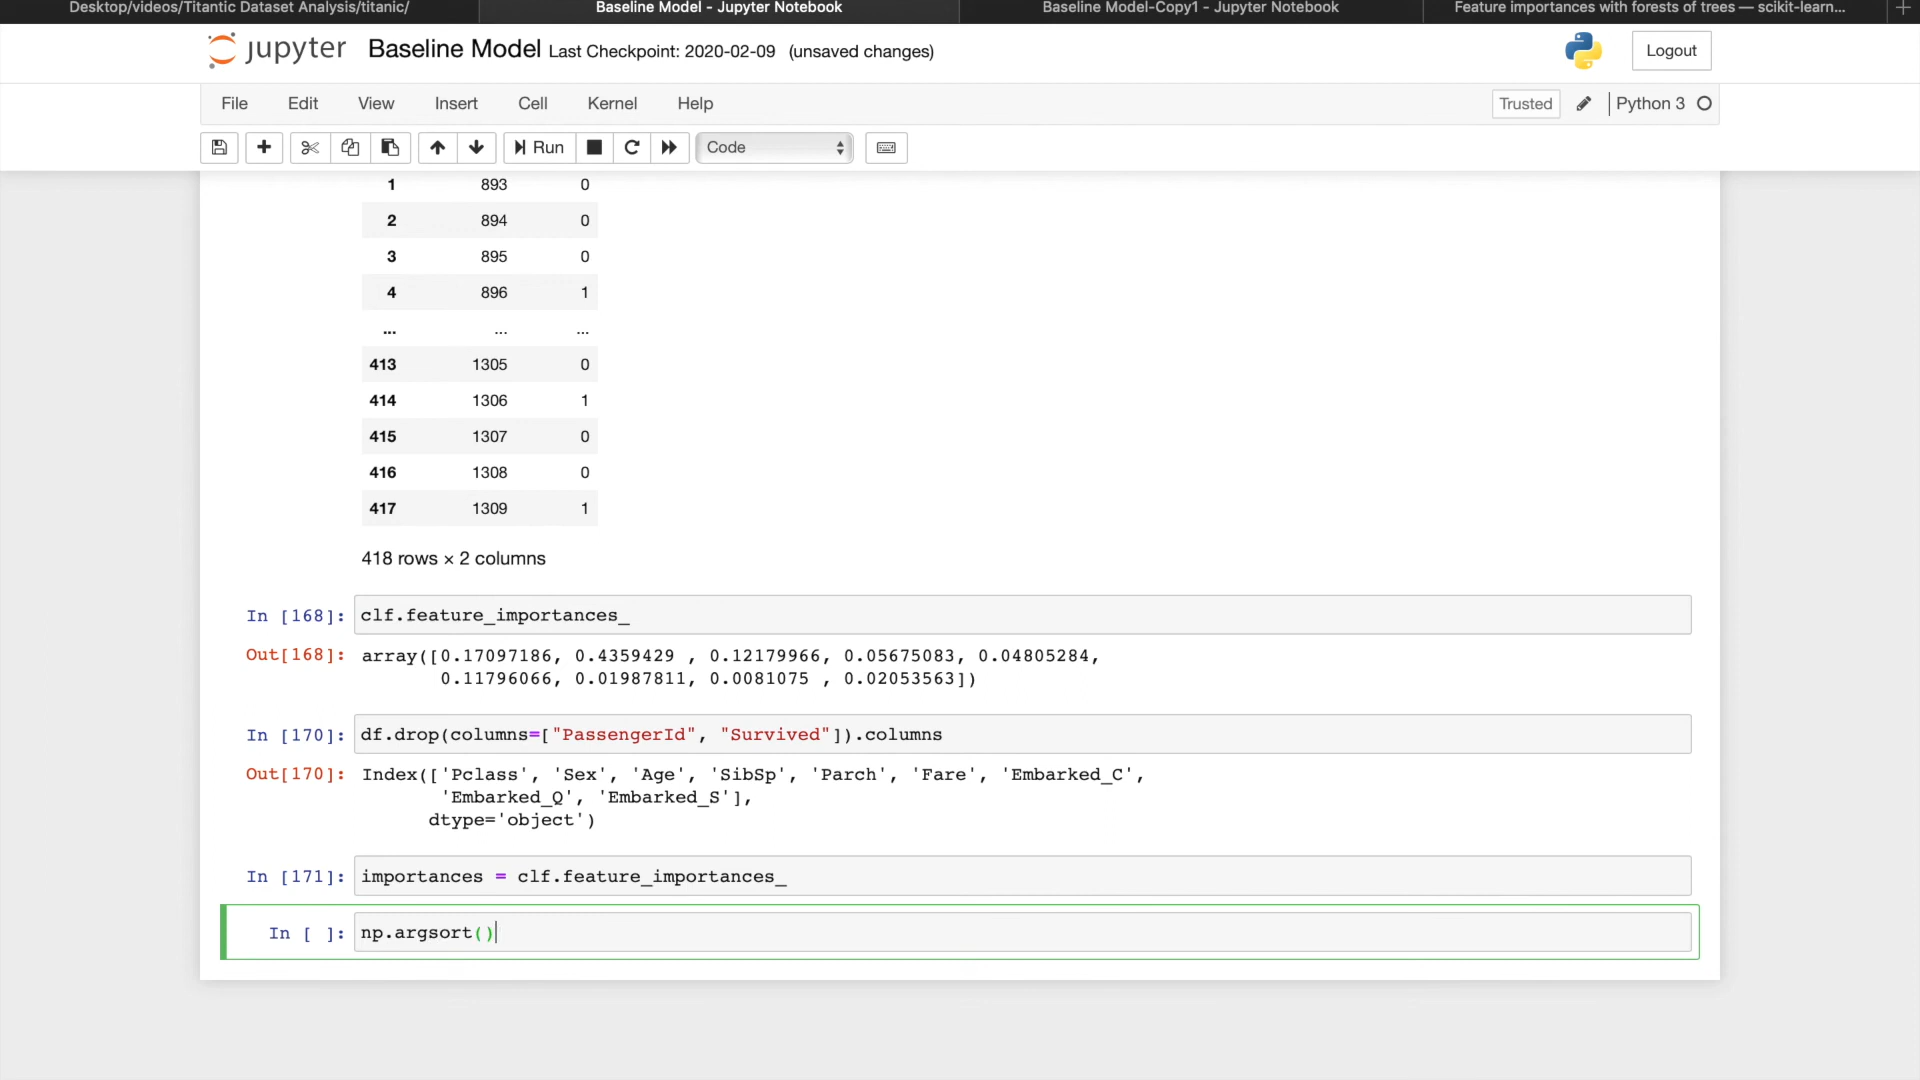 Desktop/videos/Titantic Dataset Analysis/titanic/ Baseline Model - Jupyter Notebook Baseline Model-Copy1 - Jupyter Notebook Feature importances with forests of trees — scikit-learn...
jupyter Baseline Model Last Checkpoint: 2020-02-09 (unsaved changes) Logout
File Edit View Insert Cell Kernel Help Trusted Python 3
Run Code
1 893 0
2 894 0
3 895 0
4 896 1
... ... ...
413 1305 0
414 1306 1
415 1307 0
416 1308 0
417 1309 1
418 rows × 2 columns
In [168]: clf.feature_importances_
Out[168]: array([0.17097186, 0.4359429 , 0.12179966, 0.05675083, 0.04805284,
0.11796066, 0.01987811, 0.0081075 , 0.02053563])
In [170]: df.drop(columns=["PassengerId", "Survived"]).columns
Out[170]: Index(['Pclass', 'Sex', 'Age', 'SibSp', 'Parch', 'Fare', 'Embarked_C',
'Embarked_Q', 'Embarked_S'],
dtype='object')
In [171]: importances = clf.feature_importances_
In [ ]: np.argsort()